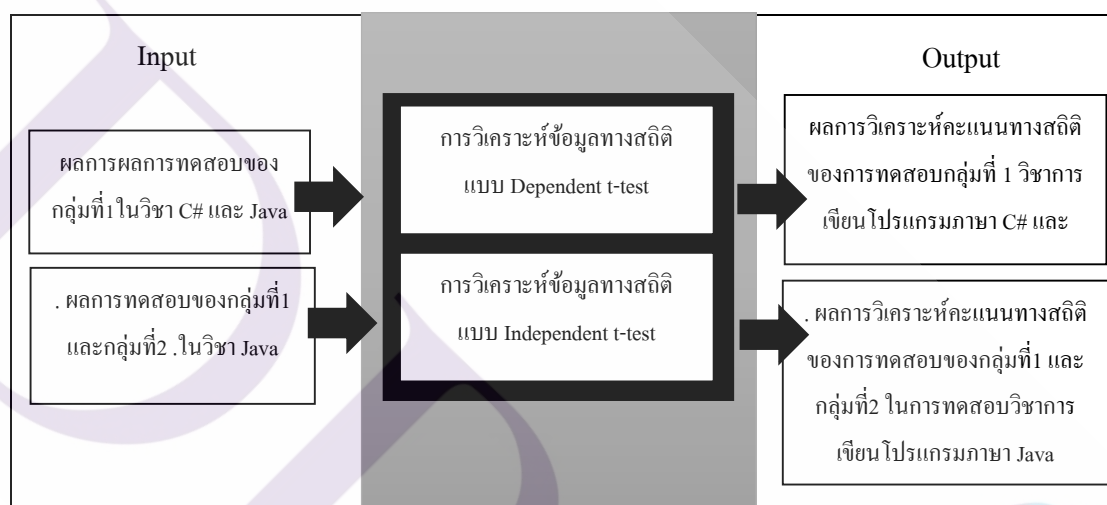 Input
ผลการผลการทดสอบของ
กลุ่มที่1ในวิชา C# และ Java
. ผลการทดสอบของกลุ่มที่1
และกลุ่มที่2 .ในวิชา Java
การวิเคราะห์ข้อมูลทางสถิติ
แบบ Dependent t-test
การวิเคราะห์ข้อมูลทางสถิติ
แบบ Independent t-test
Output
ผลการวิเคราะห์คะแนนทางสถิติ
ของการทดสอบกลุ่มที่ 1 วิชาการ
เขียนโปรแกรมภาษา C# และ
. ผลการวิเคราะห์คะแนนทางสถิติ
ของการทดสอบของกลุ่มที่1 และ
กลุ่มที่2 ในการทดสอบวิชาการ
เขียนโปรแกรมภาษา Java